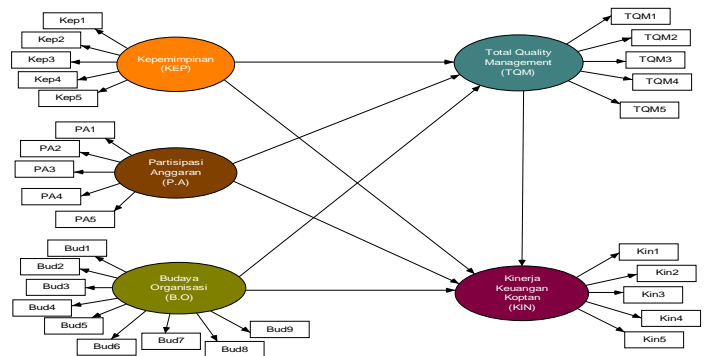 Kep1
Kep2
Kep3
Kep4
Kep5
Kepemimpinan
(KEP)
Total Quality
Management
(TQM)
TQM1
TQM2
TQM3
TQM4
TQM5
PA1
PA2
PA3
PA4
PA5
Partisipasi
Anggaran
(P.A)
Bud1
Bud2
Bud3
Bud4
Bud5
Bud6
Bud7
Bud8
Bud9
Budaya
Organisasi
(B.O)
Kinerja
Keuangan
Koptan
(KIN)
Kin1
Kin2
Kin3
Kin4
Kin5